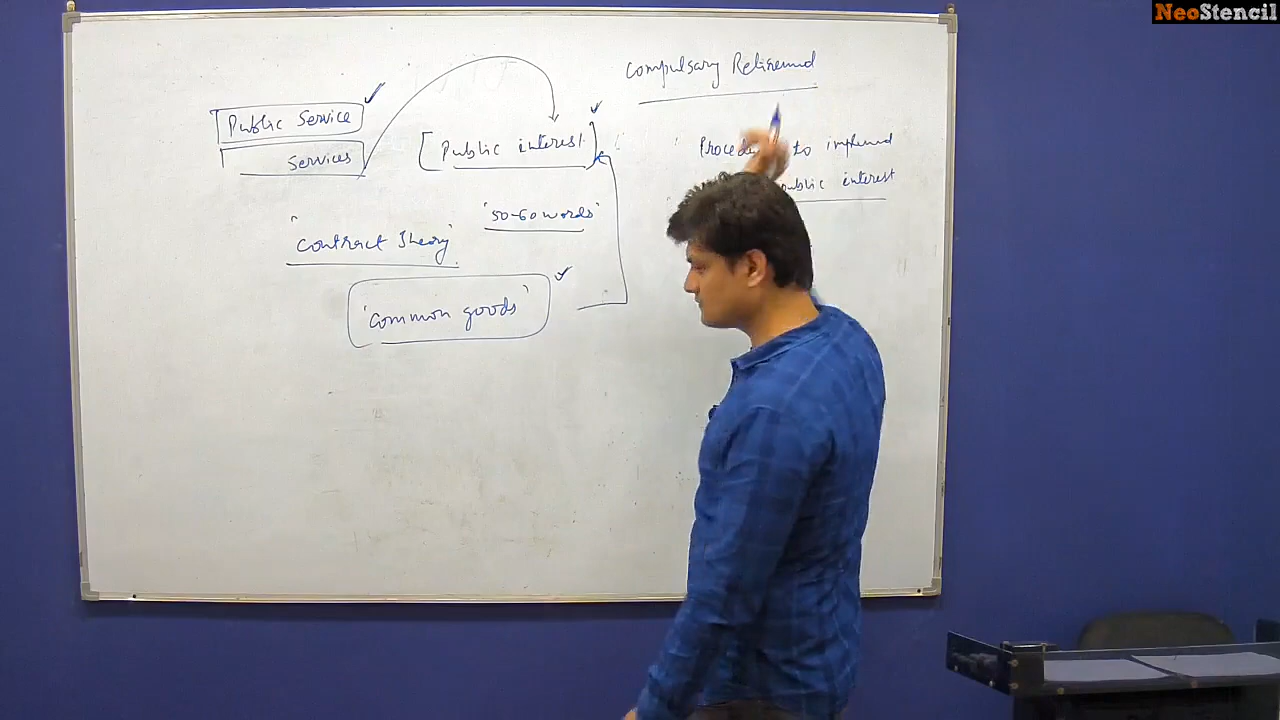 NeoStencil
Compulsary Retirement
Public Service
Services
Public interest
Procedure to implement
public interest
'50-60 words'
"Contract Theory"
'common goods'